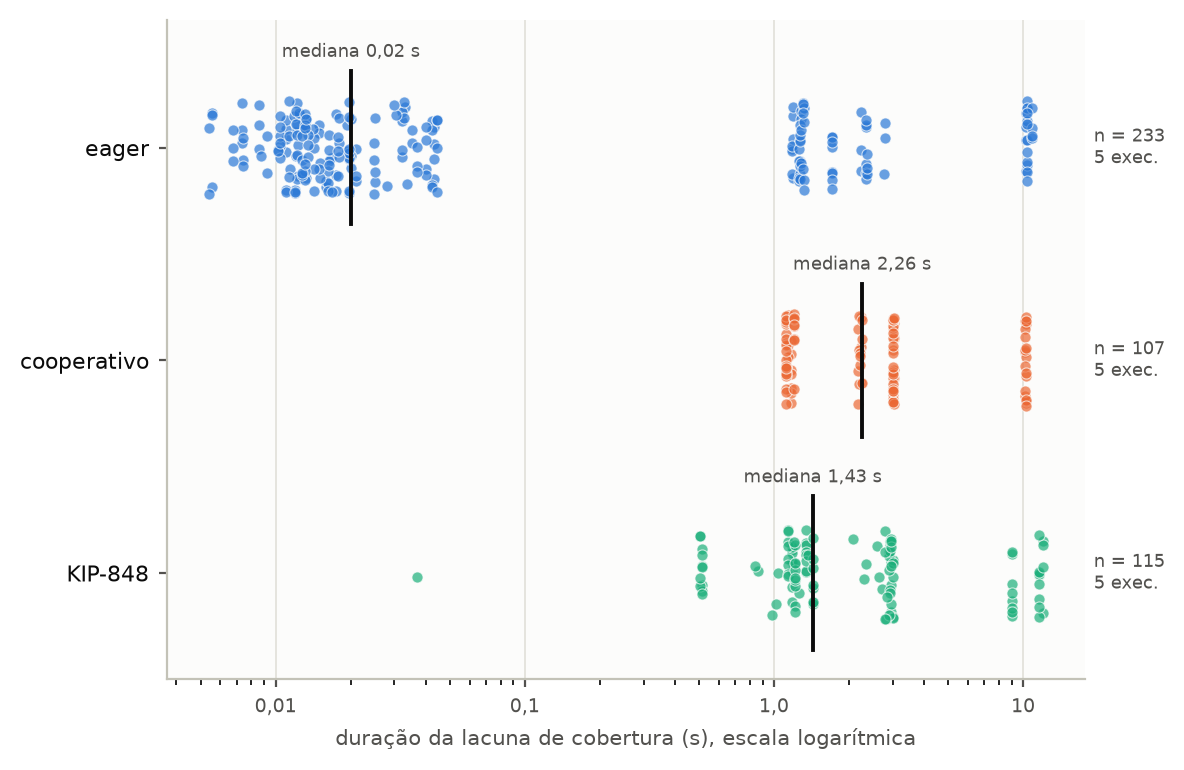 mediana 0,02 s
eager
n = 233
5 exec.
mediana 2,26 s
cooperativo
n = 107
5 exec.
mediana 1,43 s
KIP-848
n = 115
5 exec.
0,01
0,1
1,0
10
duração da lacuna de cobertura (s), escala logarítmica